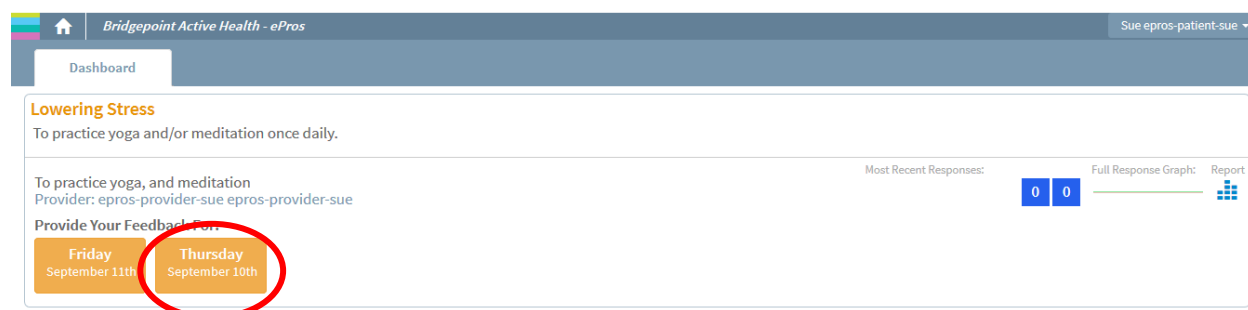 Bridgepoint Active Health - ePros
Sue epros-patient-sue
Dashboard
Lowering Stress
To practice yoga and/or meditation once daily.
Most Recent Responses:
Full Response Graph:
Report
0 0
To practice yoga, and meditation
Provider: epros-provider-sue epros-provider-sue
Provide Your Feedback For:
Friday
September 11th
Thursday
September 10th